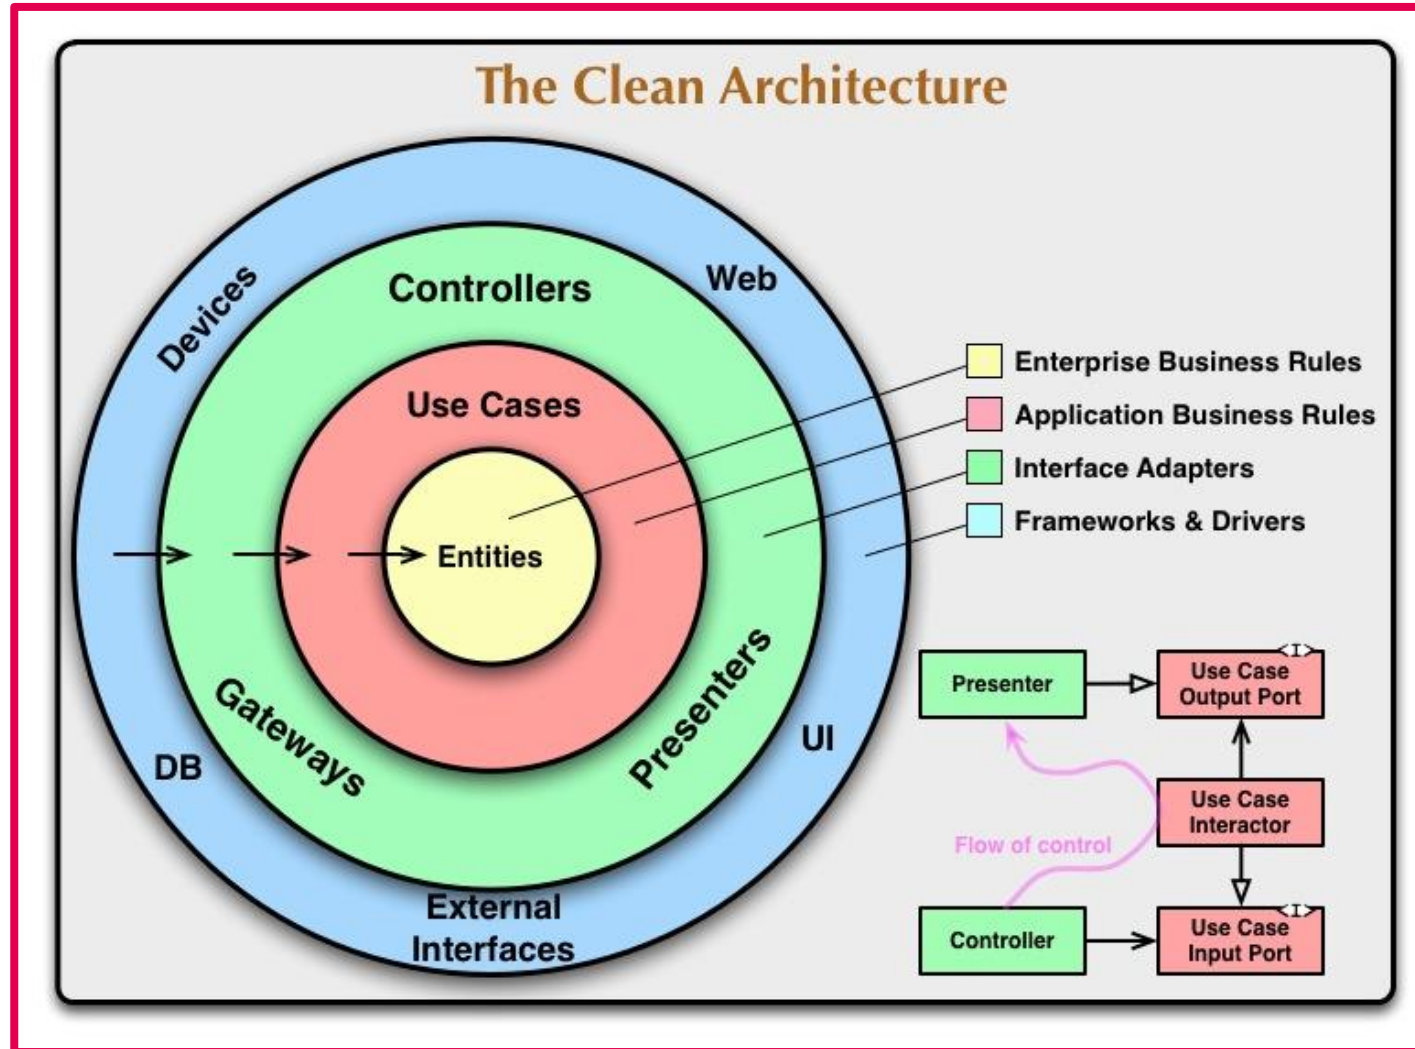 The Clean Architecture
Devices
Web
Controllers
Use Cases
Entities
Gateways
Presenters
DB
UI
External
Interfaces
Enterprise Business Rules
Application Business Rules
Interface Adapters
Frameworks & Drivers
Presenter
<I>
Use Case
Output Port
Use Case
Interactor
Flow of control
Controller
<I>
Use Case
Input Port